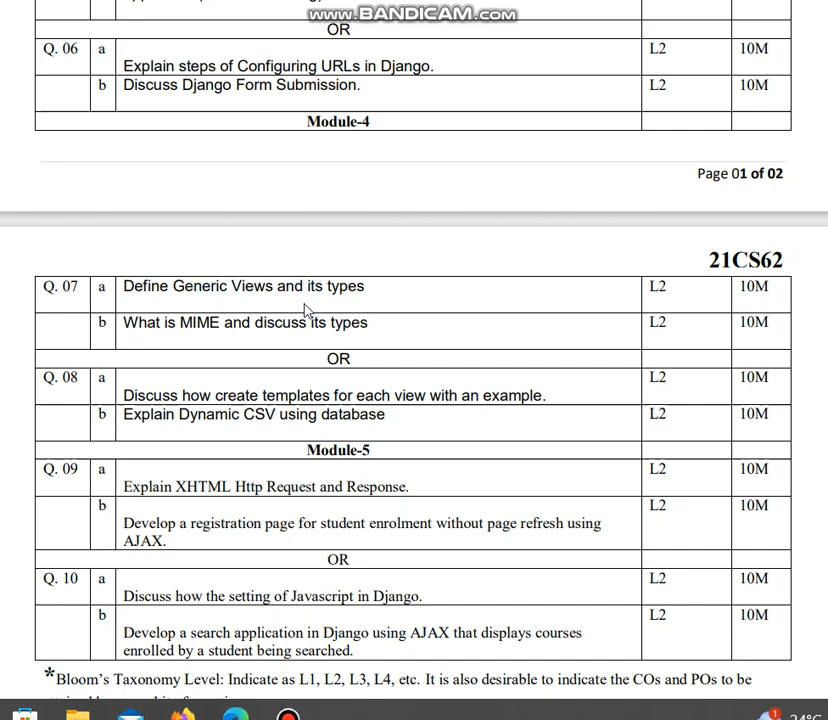 www.BANDICAM.com
OR
Q. 06 a Explain steps of Configuring URLs in Django. L2 10M
b Discuss Django Form Submission. L2 10M
Module-4
Page 01 of 02
21CS62
Q. 07 a Define Generic Views and its types L2 10M
b What is MIME and discuss its types L2 10M
OR
Q. 08 a Discuss how create templates for each view with an example. L2 10M
b Explain Dynamic CSV using database L2 10M
Module-5
Q. 09 a Explain XHTML Http Request and Response. L2 10M
b Develop a registration page for student enrolment without page refresh using L2 10M
AJAX.
OR
Q. 10 a Discuss how the setting of Javascript in Django. L2 10M
b Develop a search application in Django using AJAX that displays courses L2 10M
enrolled by a student being searched.
*Bloom's Taxonomy Level: Indicate as L1, L2, L3, L4, etc. It is also desirable to indicate the COs and POs to be
1
24°C